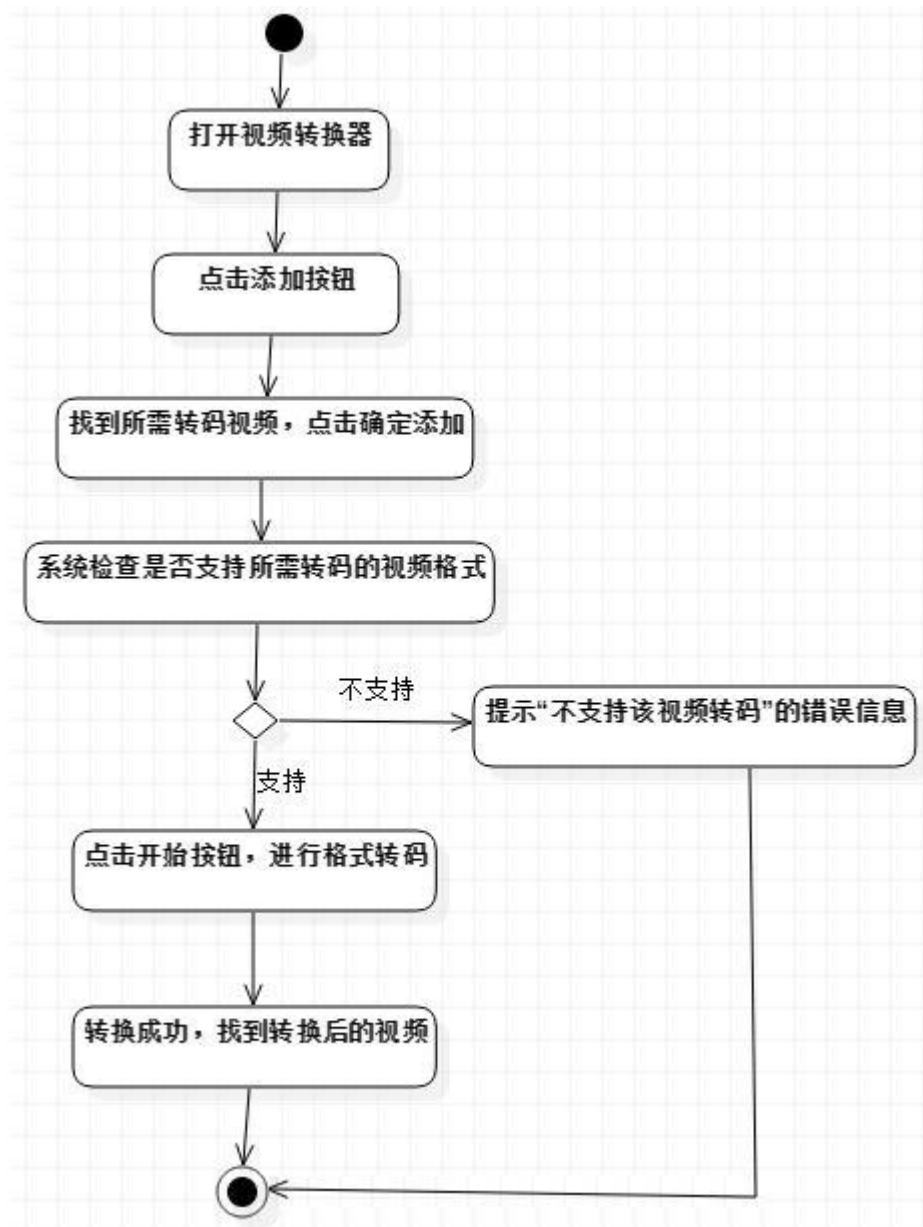 打开视频转换器
点击添加按钮
找到所需转码视频，点击确定添加
系统检查是否支持所需转码的视频格式
不支持
提示“不支持该视频转码”的错误信息
支持
点击开始按钮，进行格式转码
转换成功，找到转换后的视频